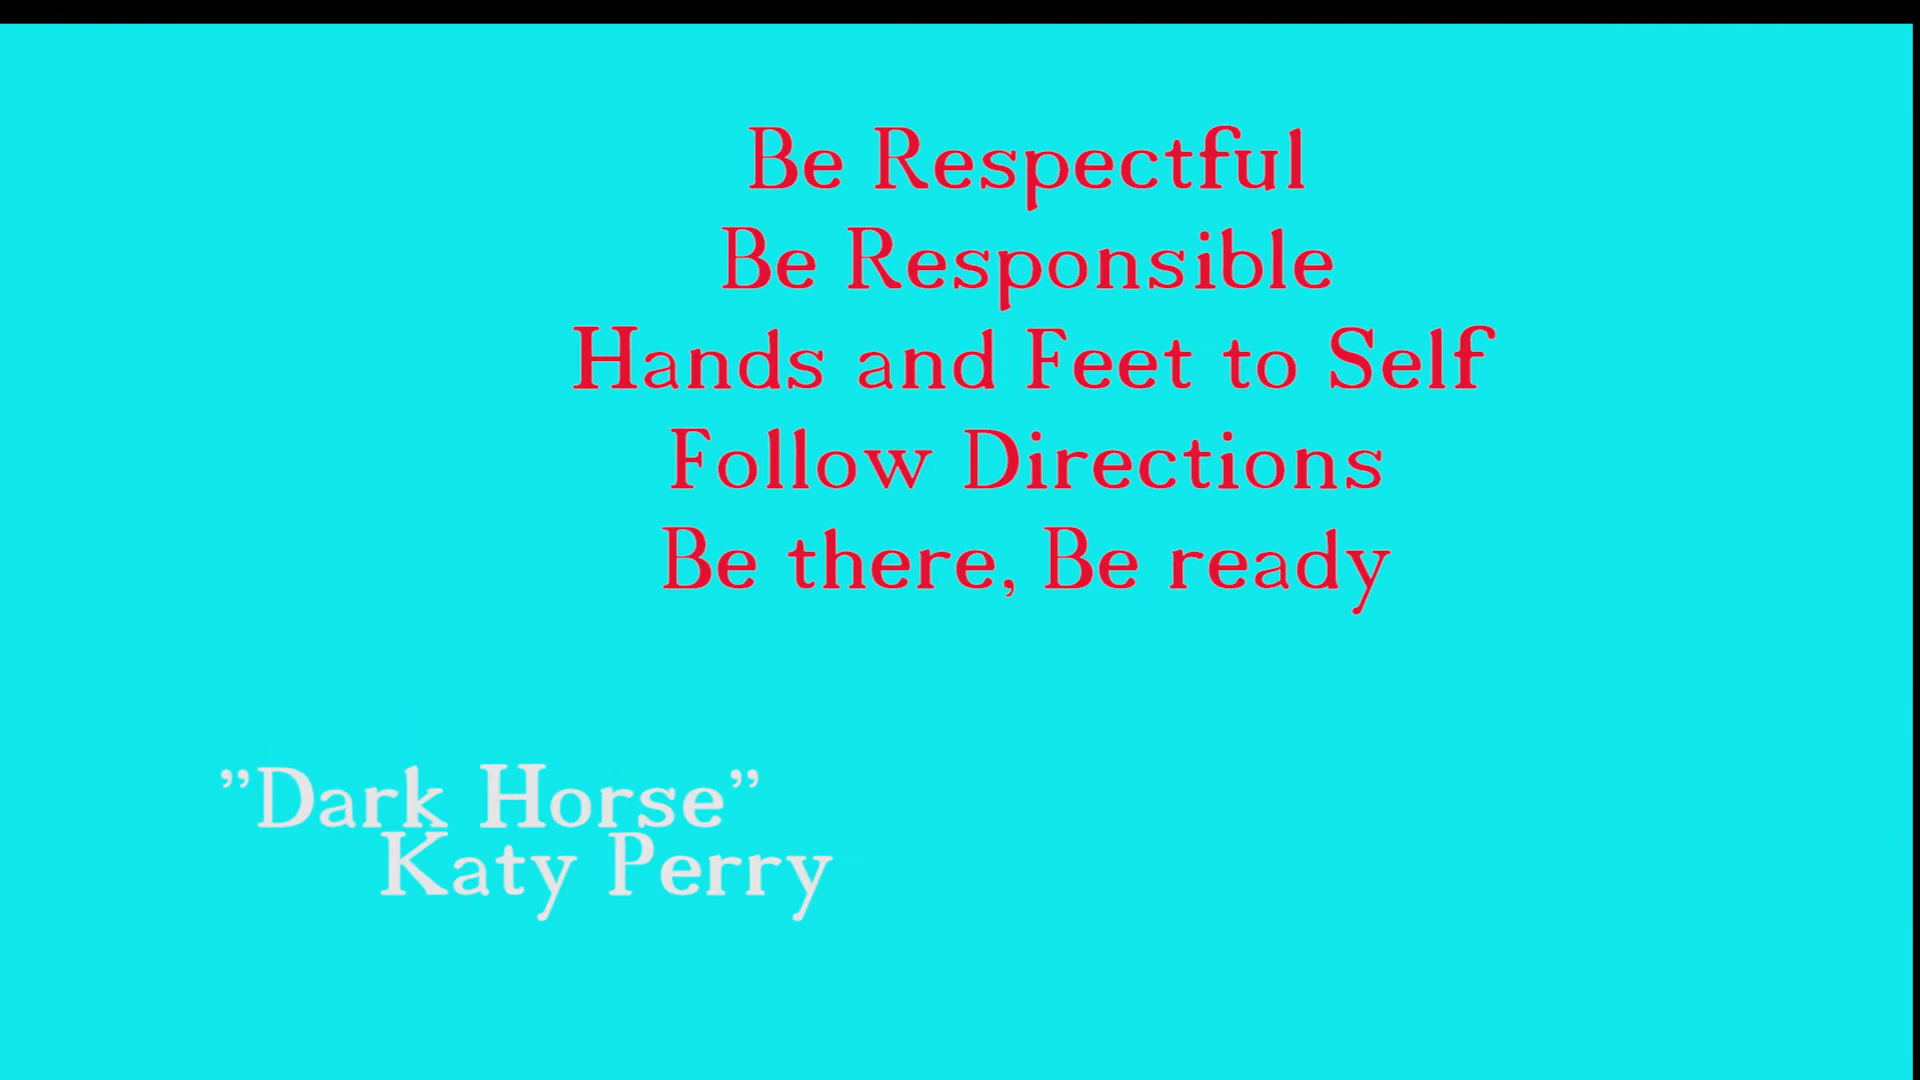 Be Respectful
Be Responsible
Hands and Feet to Self
Follow Directions
Be there, Be ready
”Dark Horse”
Katy Perry